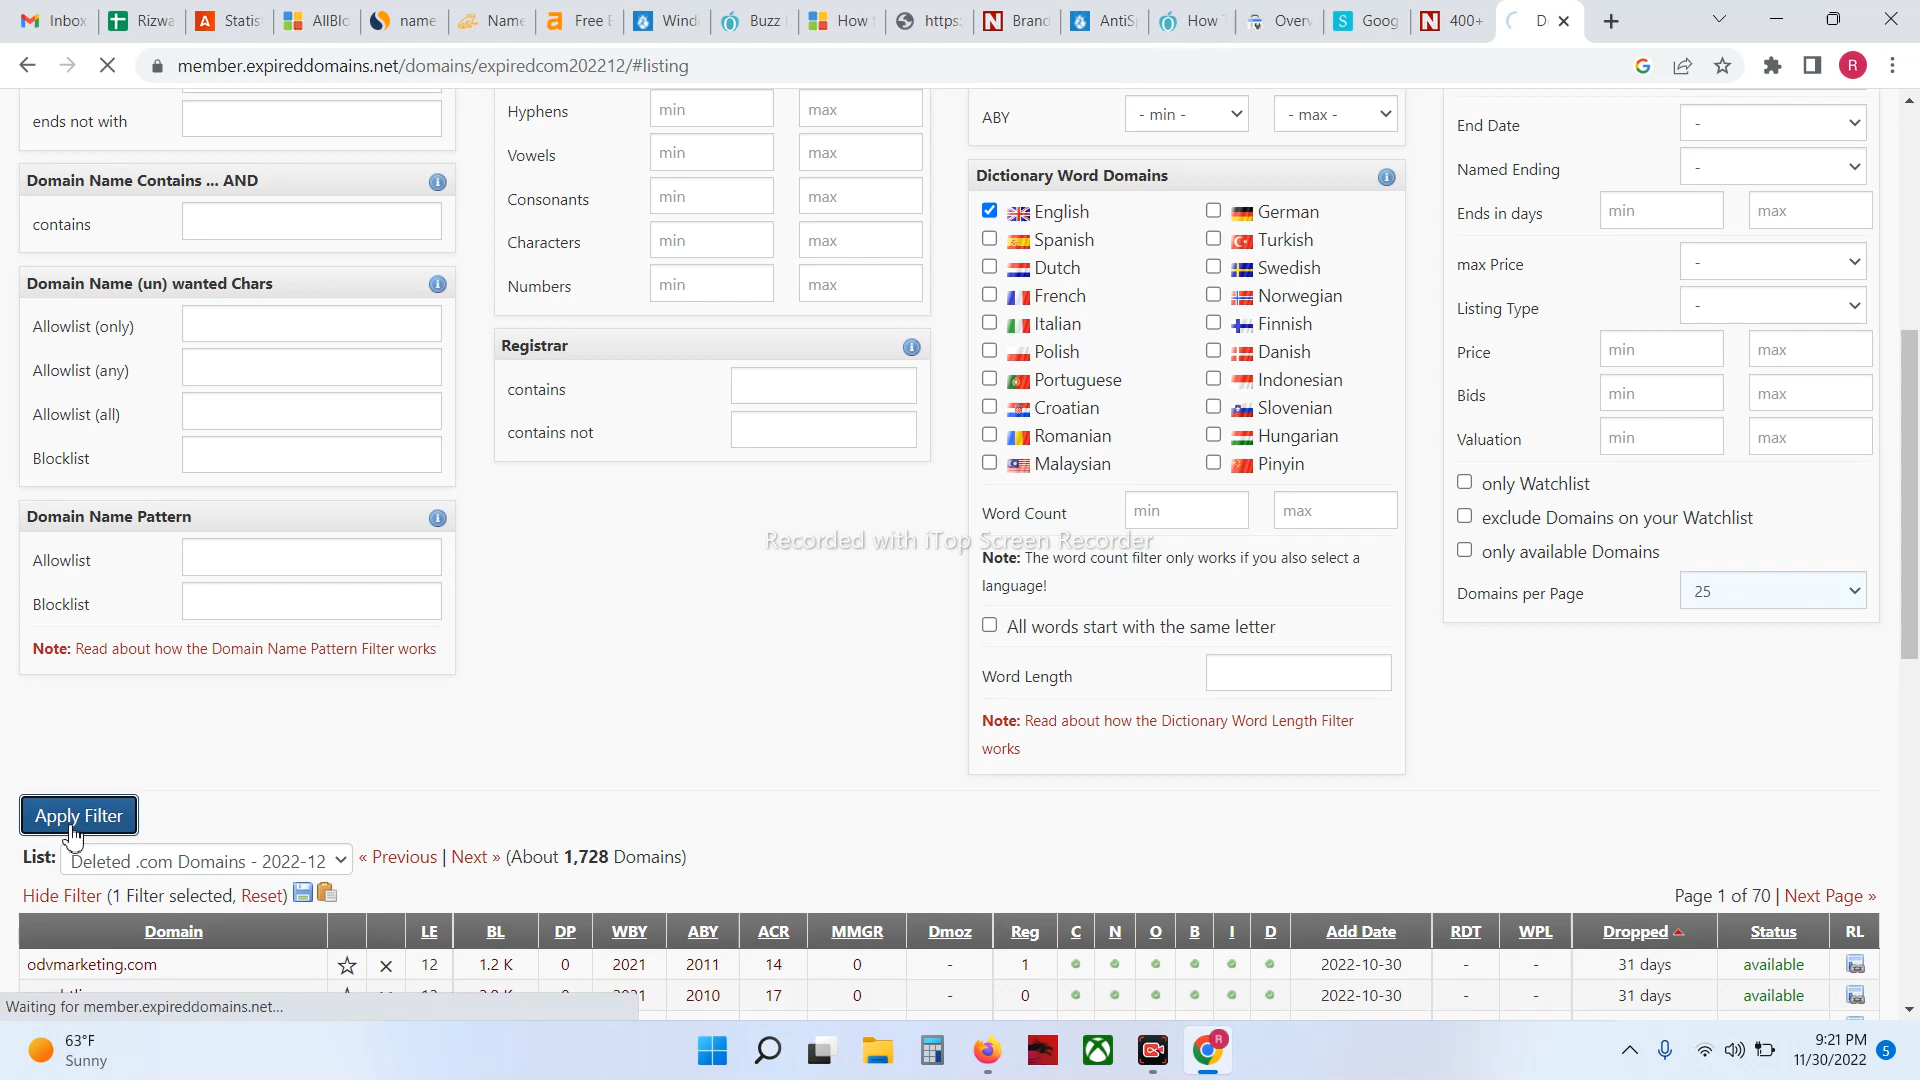 Inbox Rizwa Statis AllBlo name Name Free E Wind Buzz How t https: Brand AntiS How T Overv Goog 400+ D
member.expireddomains.net/domains/expiredcom202212/#listing
R
ends not with
Domain Name Contains ... AND
contains
Domain Name (un) wanted Chars
Allowlist (only)
Allowlist (any)
Allowlist (all)
Blocklist
Domain Name Pattern
Allowlist
Blocklist
Note: Read about how the Domain Name Pattern Filter works
Hyphens min max
Vowels min max
Consonants min max
Characters min max
Numbers min max
Registrar
contains
contains not
ABY - min - - max -
Dictionary Word Domains
English German
Spanish Turkish
Dutch Swedish
French Norwegian
Italian Finnish
Polish Danish
Portuguese Indonesian
Croatian Slovenian
Romanian Hungarian
Malaysian Pinyin
Word Count min max
Note: The word count filter only works if you also select a
language!
All words start with the same letter
Word Length
Note: Read about how the Dictionary Word Length Filter
works
End Date -
Named Ending -
Ends in days min max
max Price -
Listing Type -
Price min max
Bids min max
Valuation min max
only Watchlist
exclude Domains on your Watchlist
only available Domains
Domains per Page 25
Recorded with iTop Screen Recorder
Apply Filter
List: Deleted .com Domains - 2022-12 « Previous | Next » (About 1,728 Domains)
Hide Filter (1 Filter selected, Reset) Page 1 of 70 | Next Page »
Domain LE BL DP WBY ABY ACR MMGR Dmoz Reg C N O B I D Add Date RDT WPL Dropped Status RL
odvmarketing.com 12 1.2 K 0 2021 2011 14 0 - 1 2022-10-30 - - 31 days available
2010 17 0 - 0 2022-10-30 - - 31 days available
Waiting for member.expireddomains.net...
63°F
Sunny
R
9:21 PM
11/30/2022
5